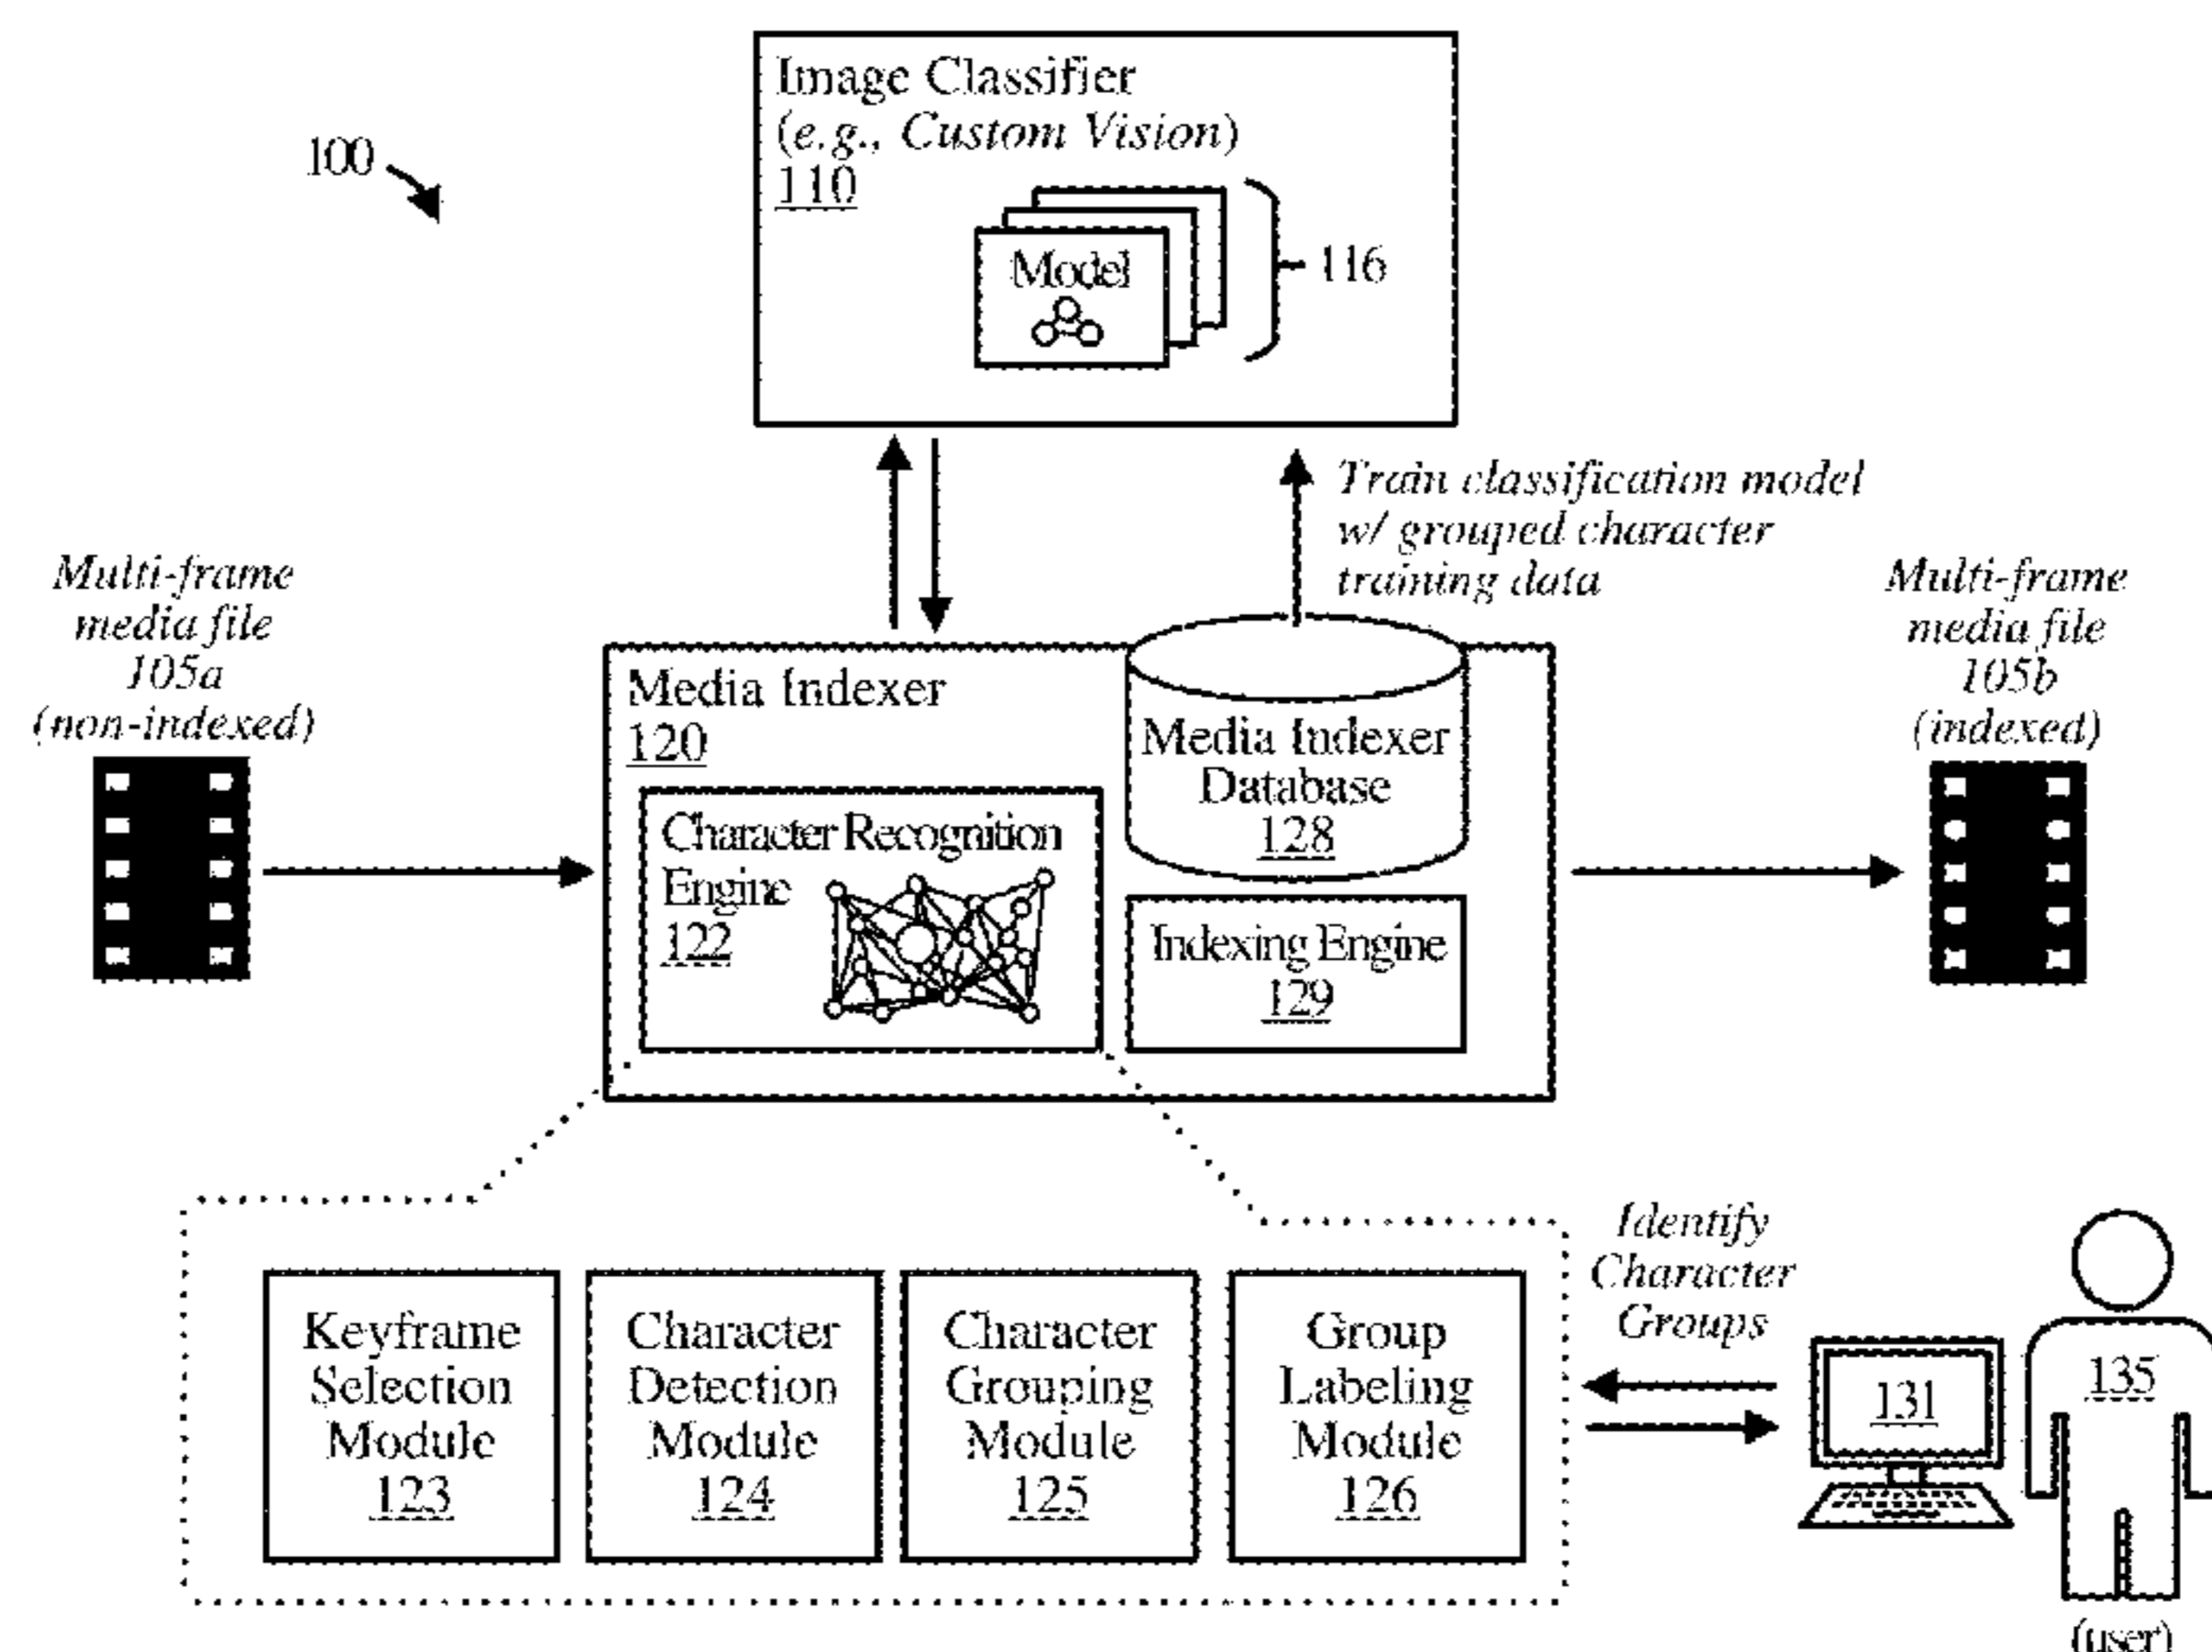 100
Image Classifier
(e.g., Custom Vision)
110
Model
116
Train classification model
w/ grouped character
training data
Multi-frame
media file
105a
(non-indexed)
Media Indexer
120
Character Recognition
Engine
122
Media Indexer
Database
128
Indexing Engine
129
Multi-frame
media file
105b
(indexed)
Keyframe
Selection
Module
123
Character
Detection
Module
124
Character
Grouping
Module
125
Group
Labeling
Module
126
Identify
Character
Groups
131
135
(user)